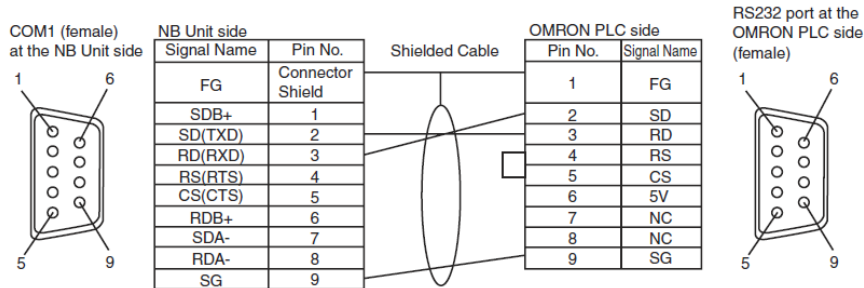 COM1 (female)
at the NB Unit side
1 6
5 9
NB Unit side
Signal Name Pin No.
FG Connector
Shield
SDB+ 1
SD(TXD) 2
RD(RXD) 3
RS(RTS) 4
CS(CTS) 5
RDB+ 6
SDA- 7
RDA- 8
SG 9
Shielded Cable
OMRON PLC side
Pin No. Signal Name
1 FG
2 SD
3 RD
4 RS
5 CS
6 5V
7 NC
8 NC
9 SG
RS232 port at the
OMRON PLC side
(female)
1 6
5 9